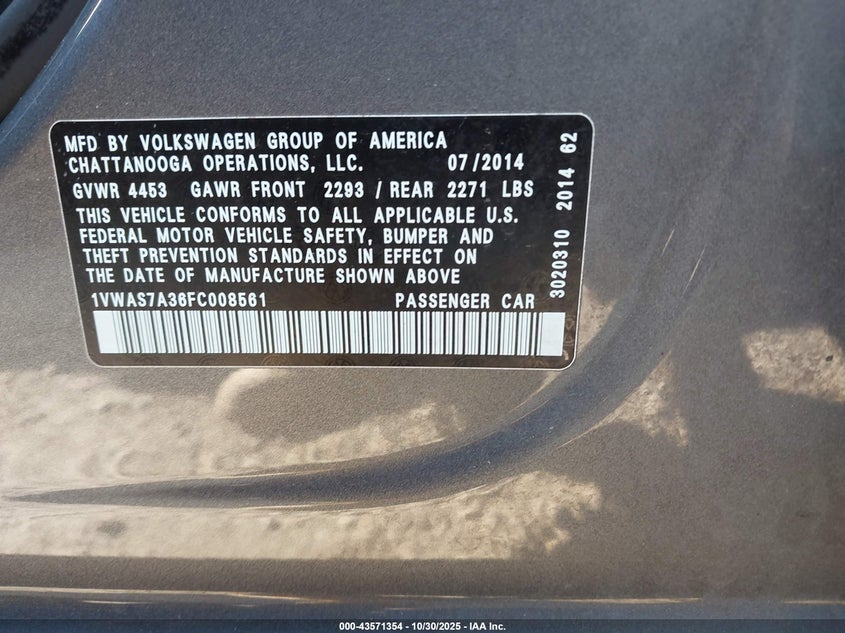 MFD BY VOLKSWAGEN GROUP OF AMERICA
CHATTANOOGA OPERATIONS, LLC. 07/2014
GVWR 4453 GAWR FRONT 2293 / REAR 2271 LBS
THIS VEHICLE CONFORMS TO ALL APPLICABLE U.S.
FEDERAL MOTOR VEHICLE SAFETY, BUMPER AND
THEFT PREVENTION STANDARDS IN EFFECT ON
THE DATE OF MANUFACTURE SHOWN ABOVE
1VWAS7A36FC008561 PASSENGER CAR
3020310 2014 62
000-43571354 - 10/30/2025 - IAA Inc.